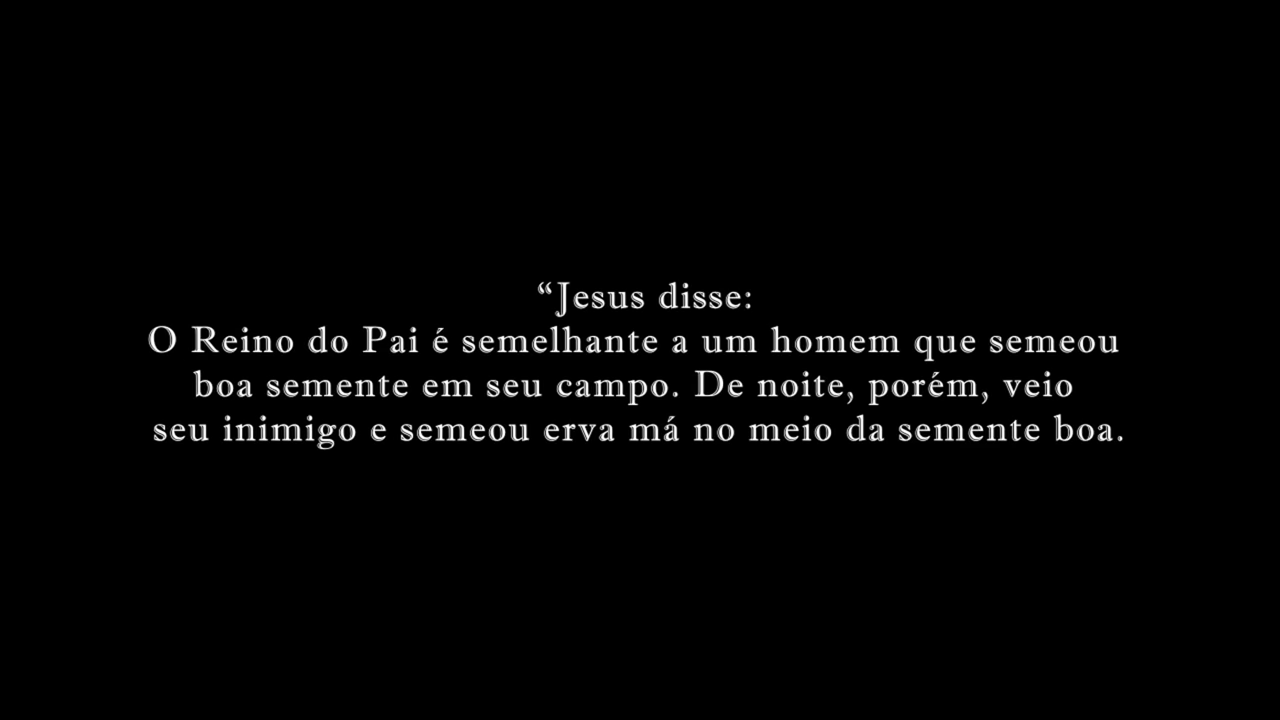 “Jesus disse:
O Reino do Pai é semelhante a um homem que semeou
boa semente em seu campo. De noite, porém, veio
seu inimigo e semeou erva má no meio da semente boa.